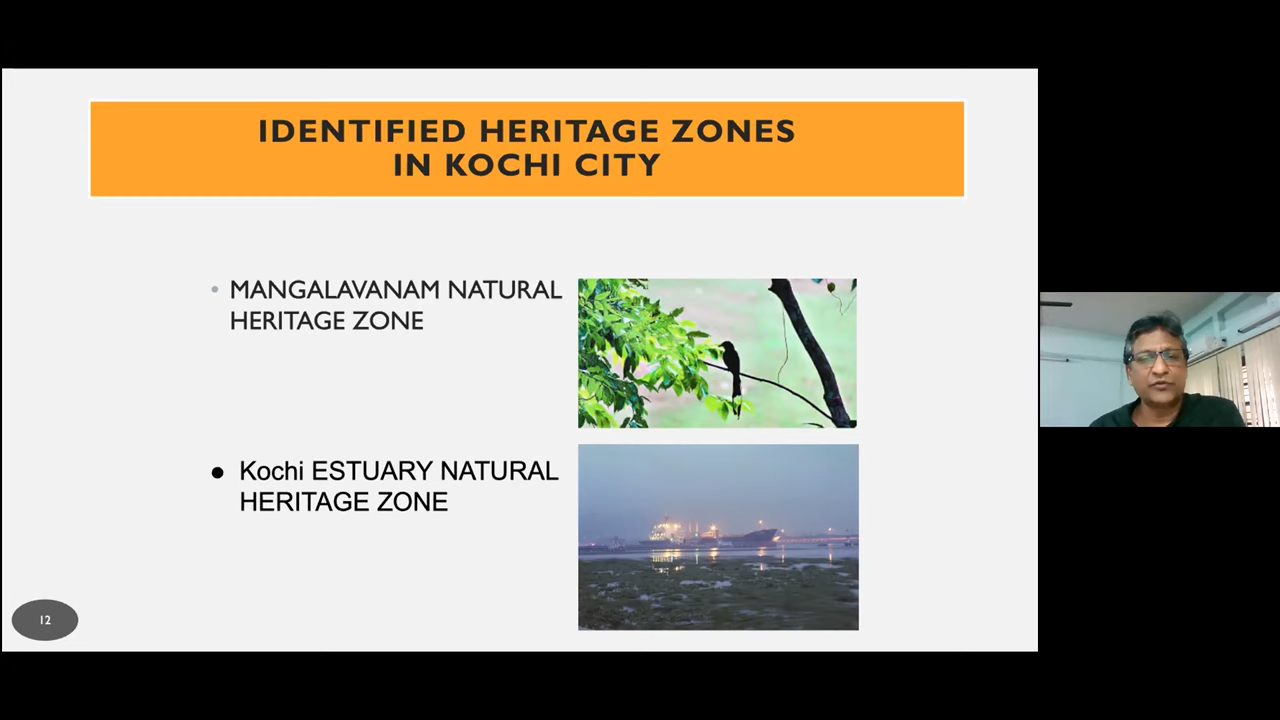 IDENTIFIED HERITAGE ZONES
IN KOCHI CITY
• MANGALAVANAM NATURAL
HERITAGE ZONE
● Kochi ESTUARY NATURAL
HERITAGE ZONE
12